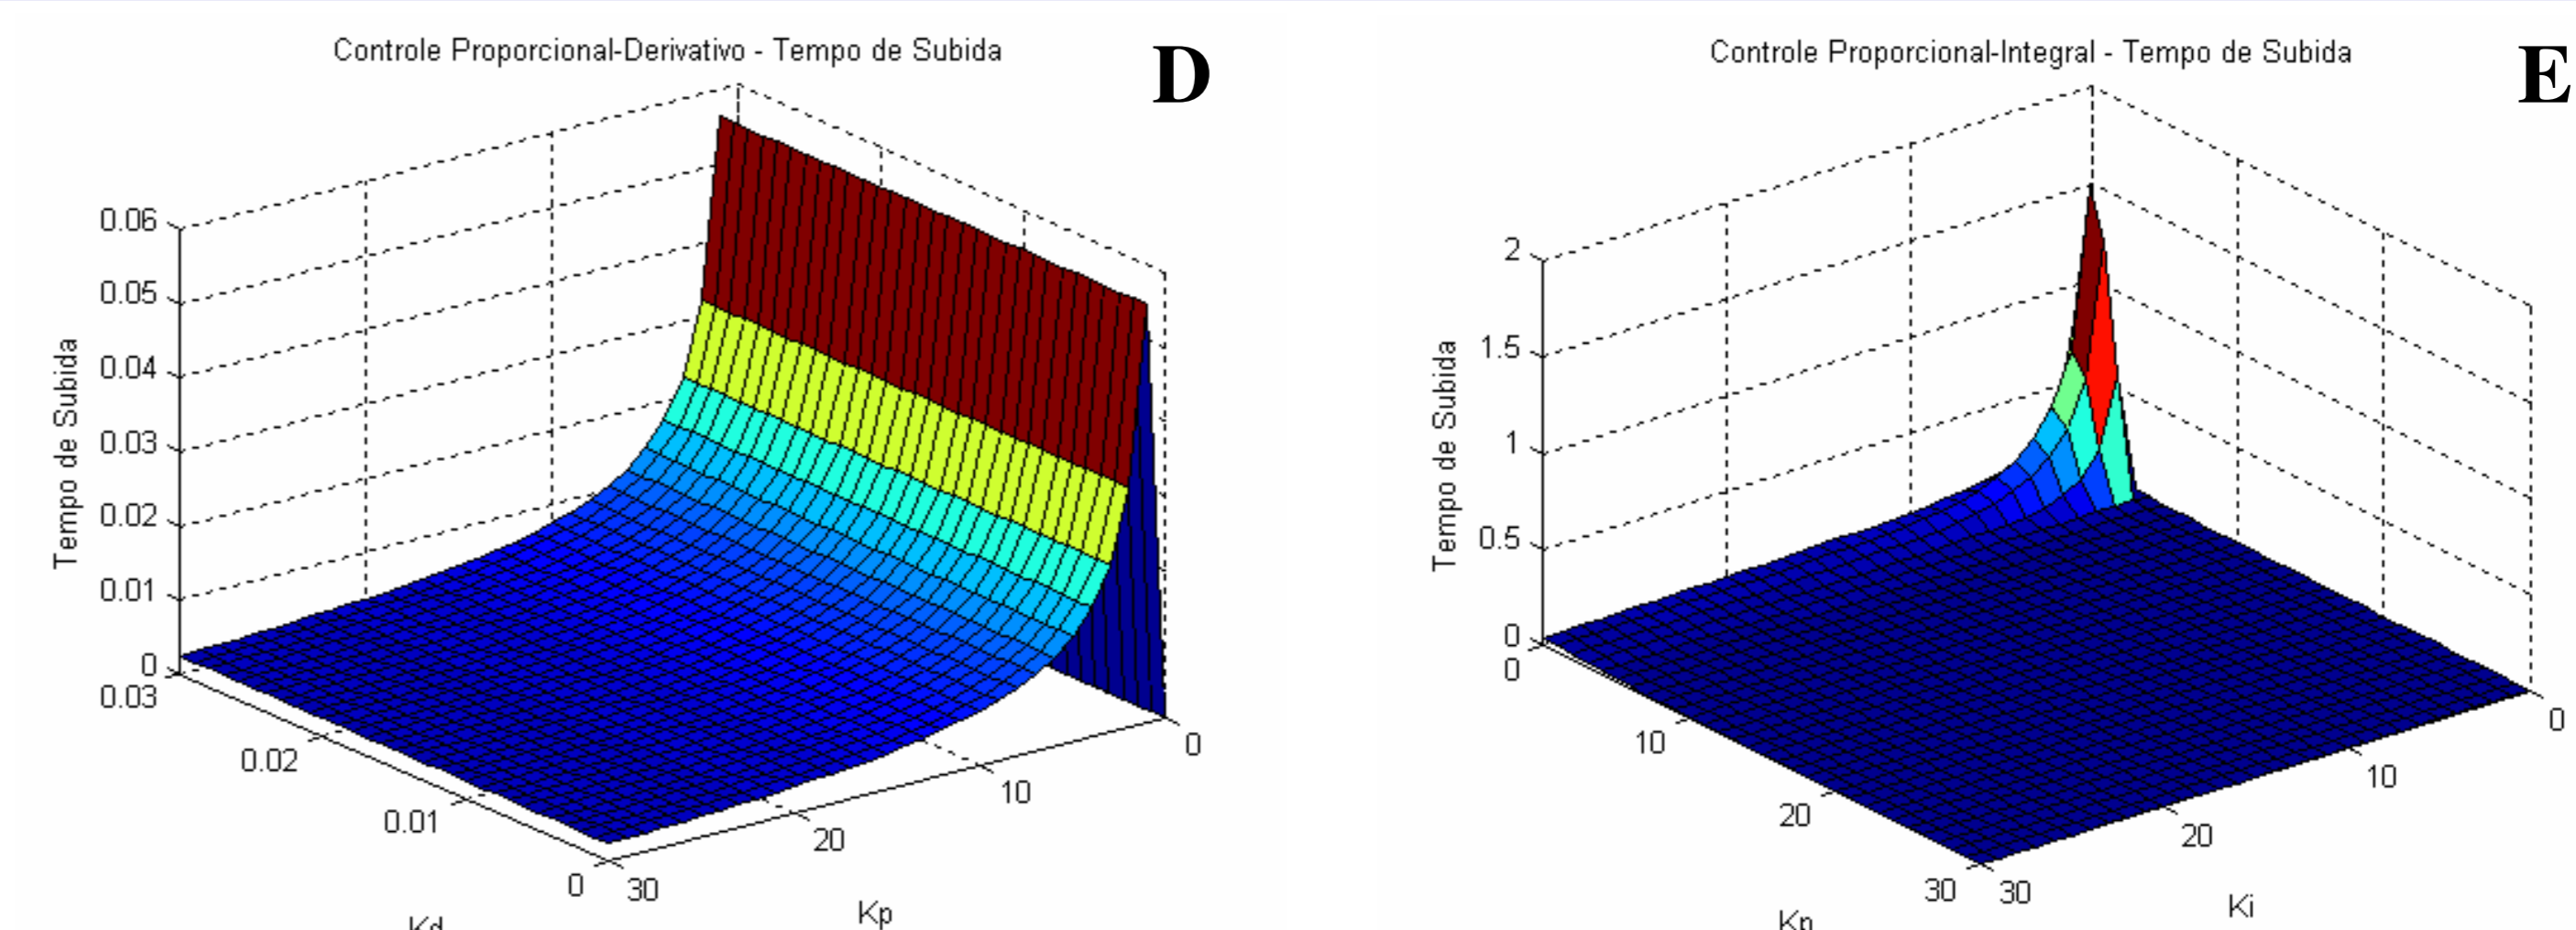 Controle Proporcional-Derivativo - Tempo de Subida
D
Tempo de Subida
0.06
0.05
0.04
0.03
0.02
0.01
0
0.03
0.02
0.01
0
30
20
10
0
Kd
Kp
Controle Proporcional-Integral - Tempo de Subida
E
Tempo de Subida
2
1.5
1
0.5
0
0
10
20
30
30
20
10
0
Kp
Ki